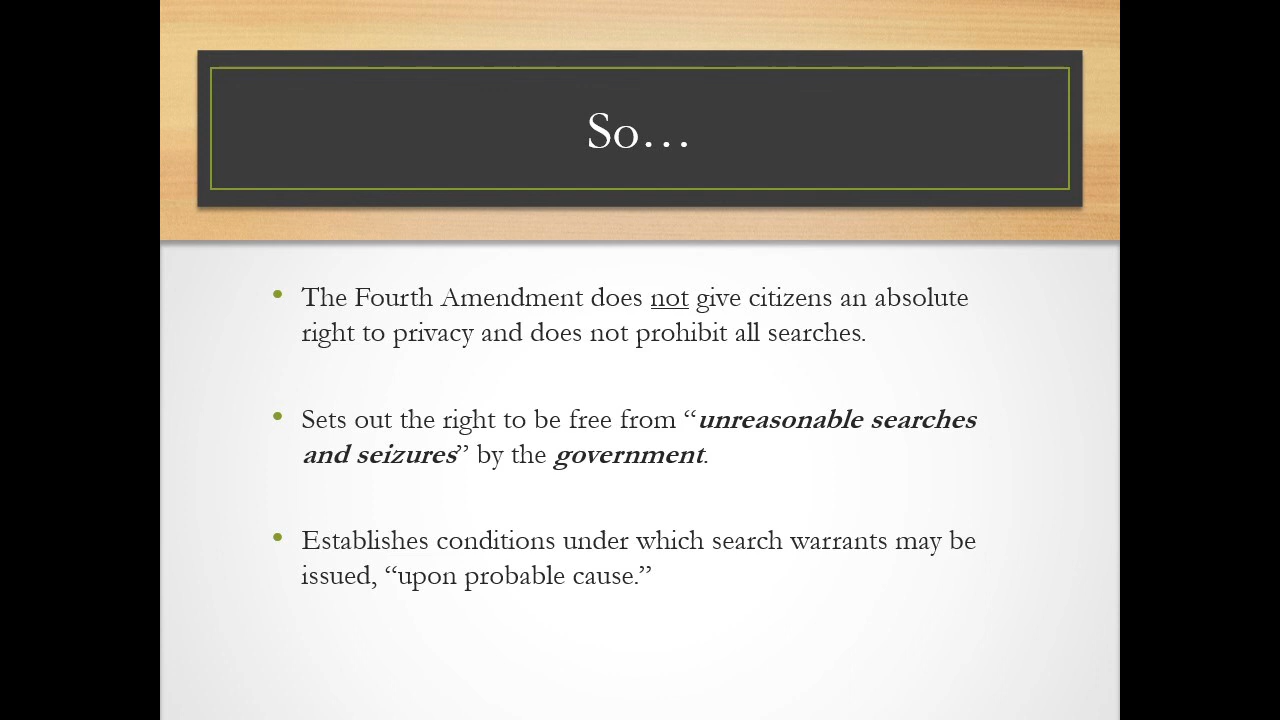 So…
• The Fourth Amendment does not give citizens an absolute
right to privacy and does not prohibit all searches.
• Sets out the right to be free from “unreasonable searches
and seizures” by the government.
• Establishes conditions under which search warrants may be
issued, “upon probable cause.”